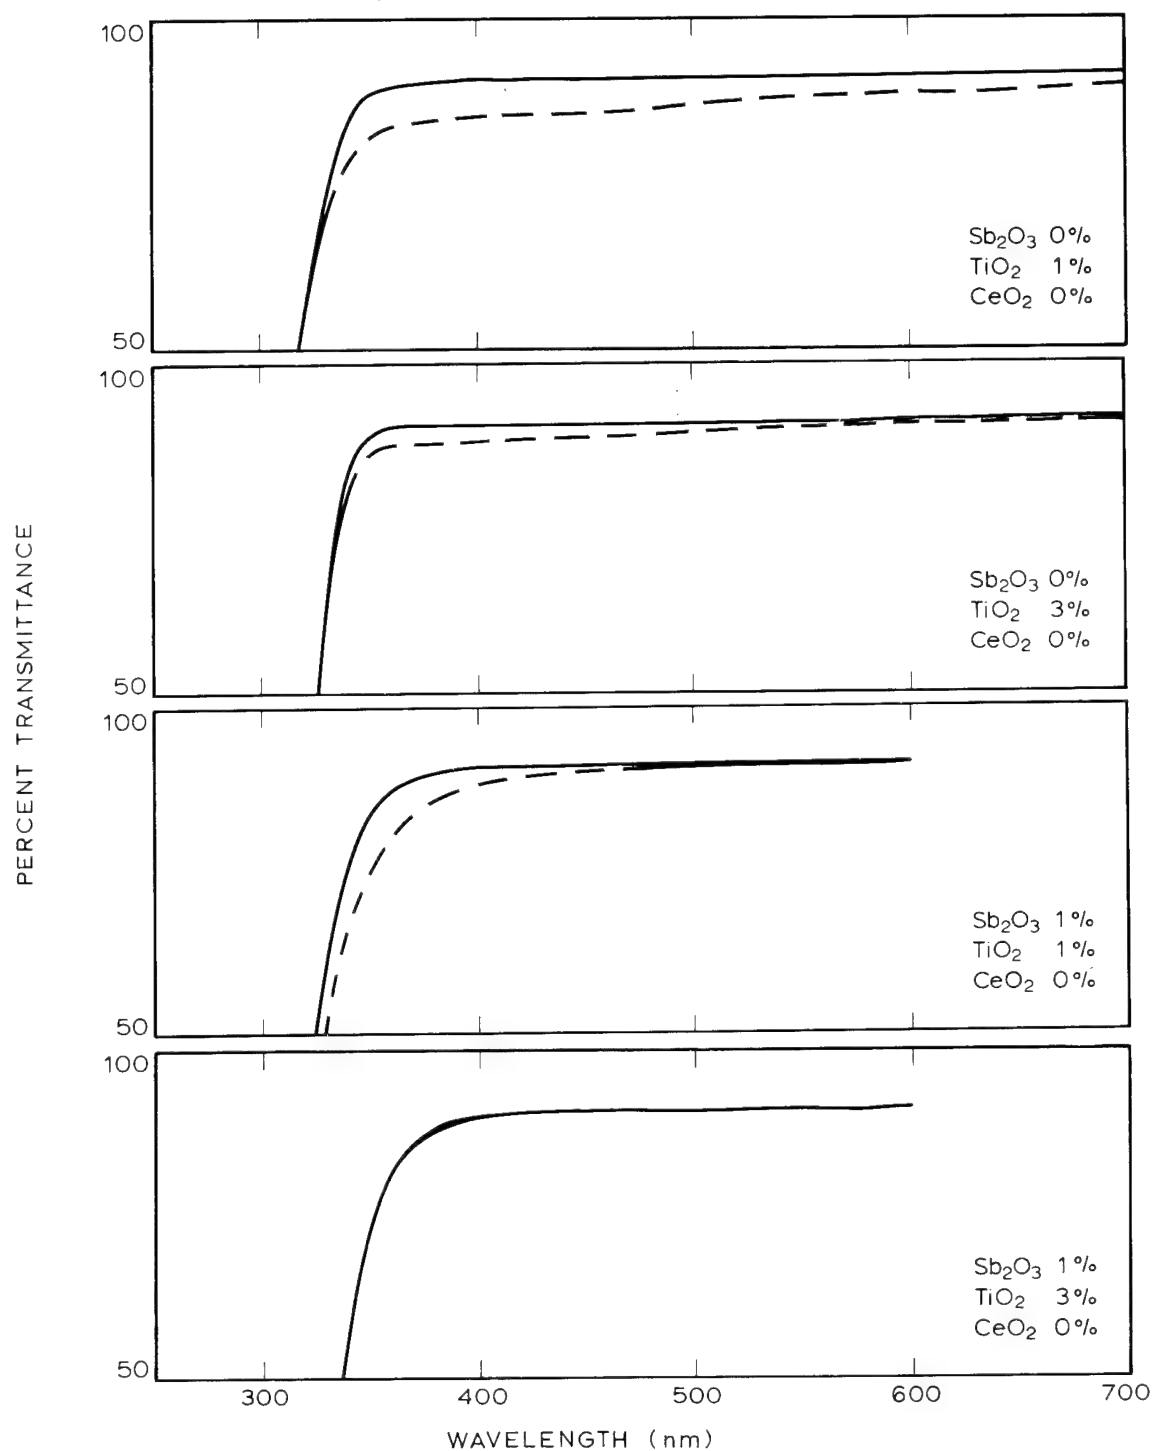 100
Sb₂O₃ 0%
TiO₂ 1%
CeO₂ 0%
50
100
Sb₂O₃ 0%
TiO₂ 3%
CeO₂ 0%
50
PERCENT TRANSMITTANCE
100
Sb₂O₃ 1%
TiO₂ 1%
CeO₂ 0%
50
100
Sb₂O₃ 1%
TiO₂ 3%
CeO₂ 0%
50
300 400 500 600 700
WAVELENGTH (nm)